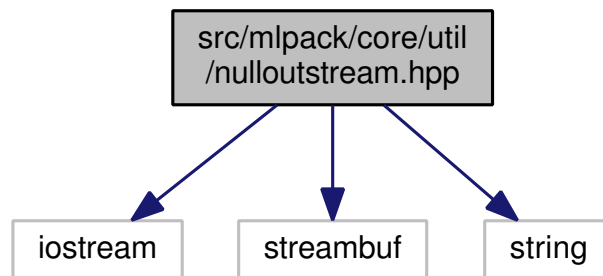 src/mlpack/core/util
/nulloutstream.hpp
iostream
streambuf
string